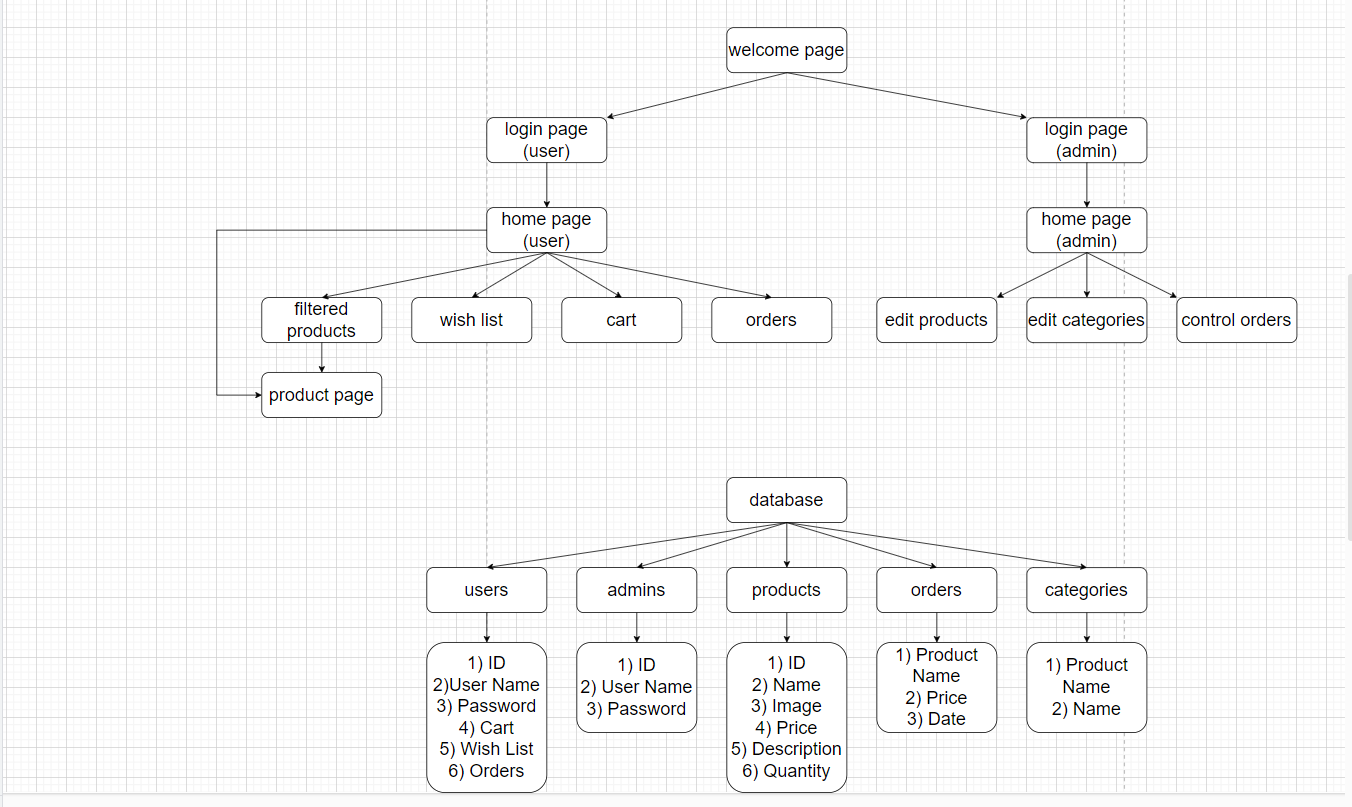 welcome page
login page
(user)
login page
(admin)
home page
(user)
home page
(admin)
filtered
products
wish list
cart
orders
edit products
edit categories
control orders
product page
database
users
admins
products
orders
categories
1) ID
2)User Name
3) Password
4) Cart
5) Wish List
6) Orders
1) ID
2) User Name
3) Password
1) ID
2) Name
3) Image
4) Price
5) Description
6) Quantity
1) Product
Name
2) Price
3) Date
1) Product
Name
2) Name